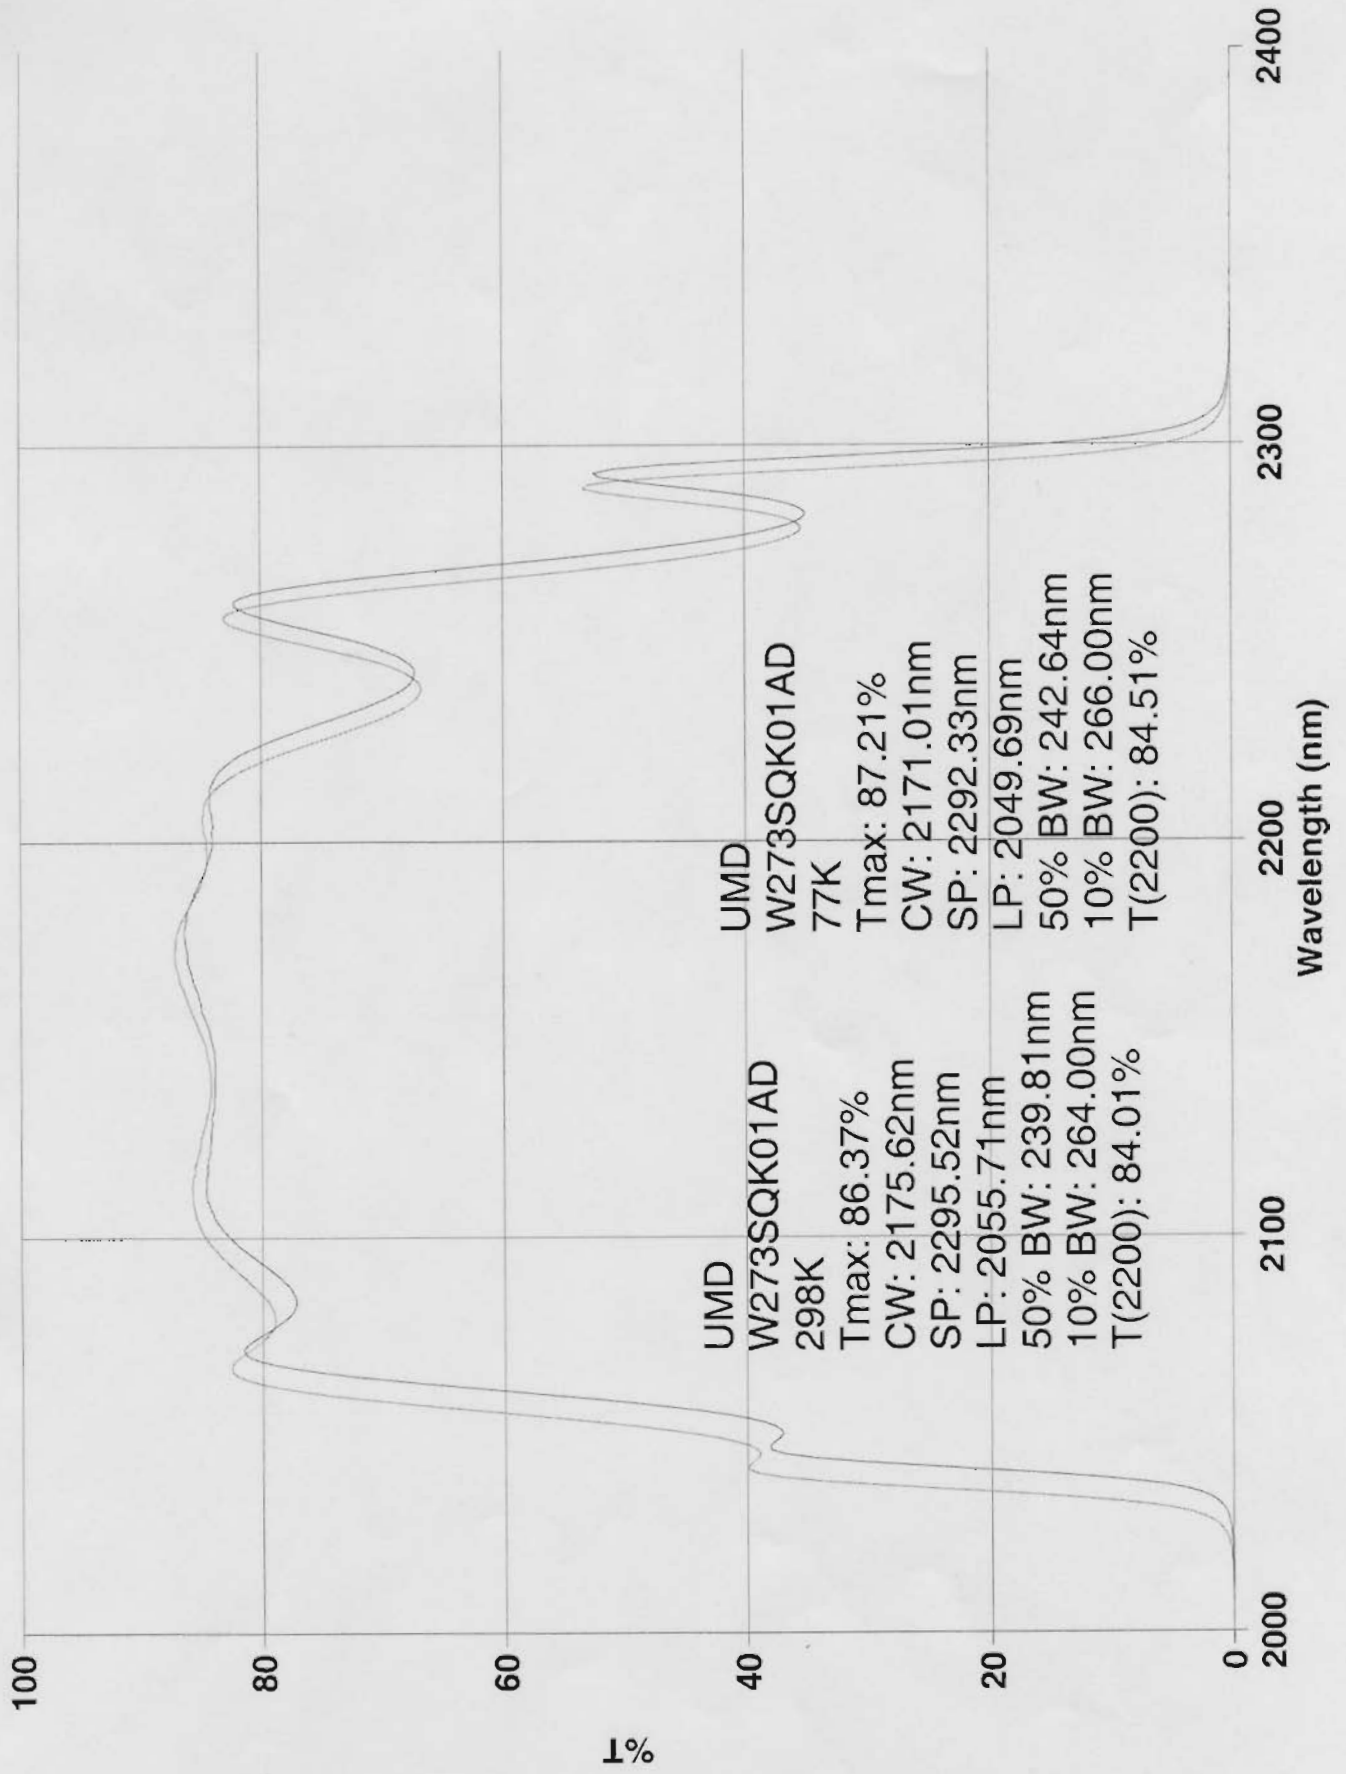 %T
100
80
60
40
20
0
2000
2100
2200
2300
2400
Wavelength (nm)
UMD
W273SQK01AD
298K
Tmax: 86.37%
CW: 2175.62nm
SP: 2295.52nm
LP: 2055.71nm
50% BW: 239.81nm
10% BW: 264.00nm
T(2200): 84.01%
UMD
W273SQK01AD
77K
Tmax: 87.21%
CW: 2171.01nm
SP: 2292.33nm
LP: 2049.69nm
50% BW: 242.64nm
10% BW: 266.00nm
T(2200): 84.51%